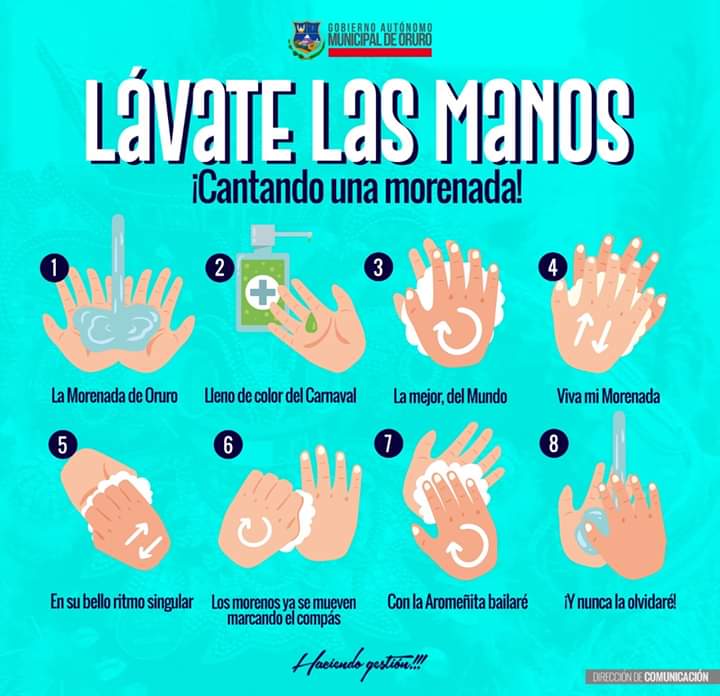 GOBIERNO AUTÓNOMO
MUNICIPAL DE ORURO
LÁVATE LAS MANOS
¡Cantando una morenada!
1
2
3
4
La Morenada de Oruro
Lleno de color del Carnaval
La mejor, del Mundo
Viva mi Morenada
5
6
7
8
En su bello ritmo singular
Los morenos ya se mueven
marcando el compás
Con la Aromeñita bailaré
¡Y nunca la olvidaré!
Haciendo gestión!!!
DIRECCIÓN DE COMUNICACIÓN